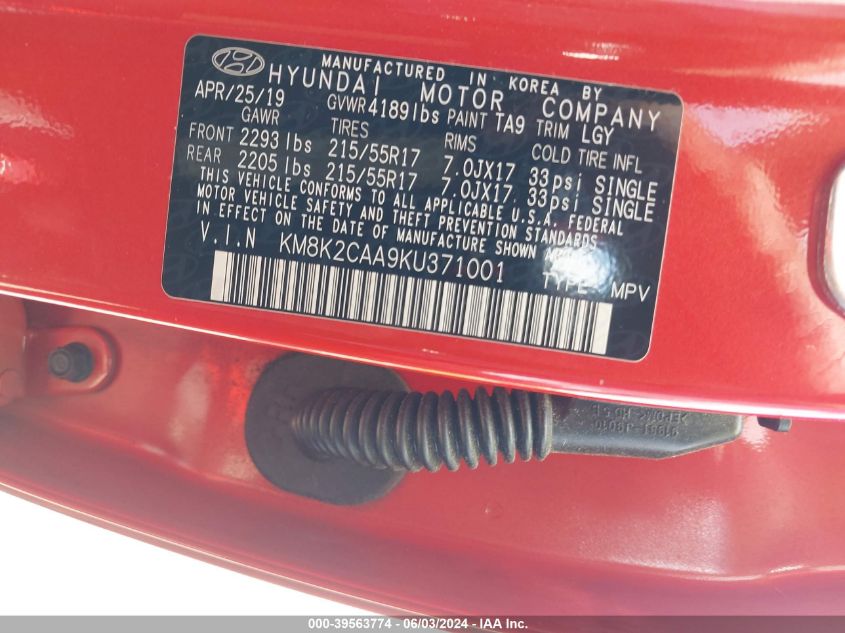 MANUFACTURED IN KOREA BY
HYUNDAI MOTOR COMPANY
APR/25/19 GVWR 4189lbs PAINT TA9 TRIM LGY
GAWR TIRES RIMS COLD TIRE INFL
FRONT 2293 lbs 215/55R17 7.0JX17 33psi SINGLE
REAR 2205 lbs 215/55R17 7.0JX17 33psi SINGLE
THIS VEHICLE CONFORMS TO ALL APPLICABLE U.S.A. FEDERAL
MOTOR VEHICLE SAFETY AND THEFT PREVENTION STANDARDS
IN EFFECT ON THE DATE OF MANUFACTURE SHOWN
V.I.N KM8K2CAA9KU371001 TYPE MPV
91981-J9010
000-39563774 - 06/03/2024 - IAA Inc.